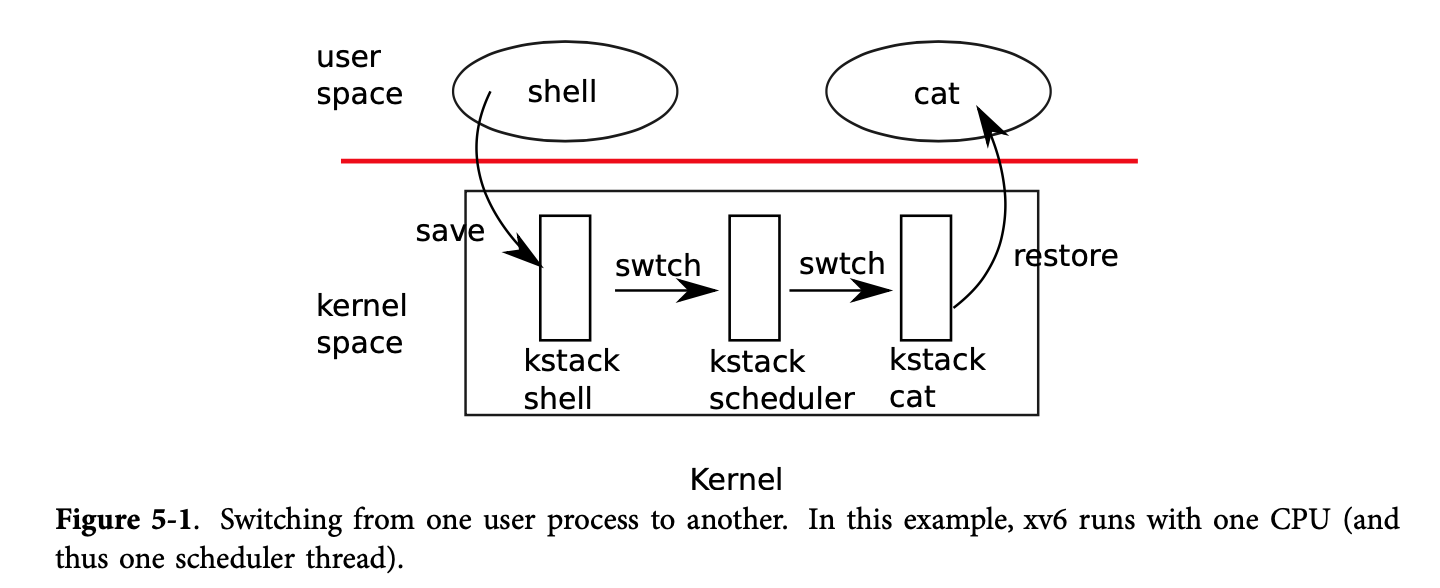 user
space
shell
cat
save
swtch
swtch
restore
kernel
space
kstack
shell
kstack
scheduler
kstack
cat
Kernel
Figure 5-1. Switching from one user process to another. In this example, xv6 runs with one CPU (and
thus one scheduler thread).